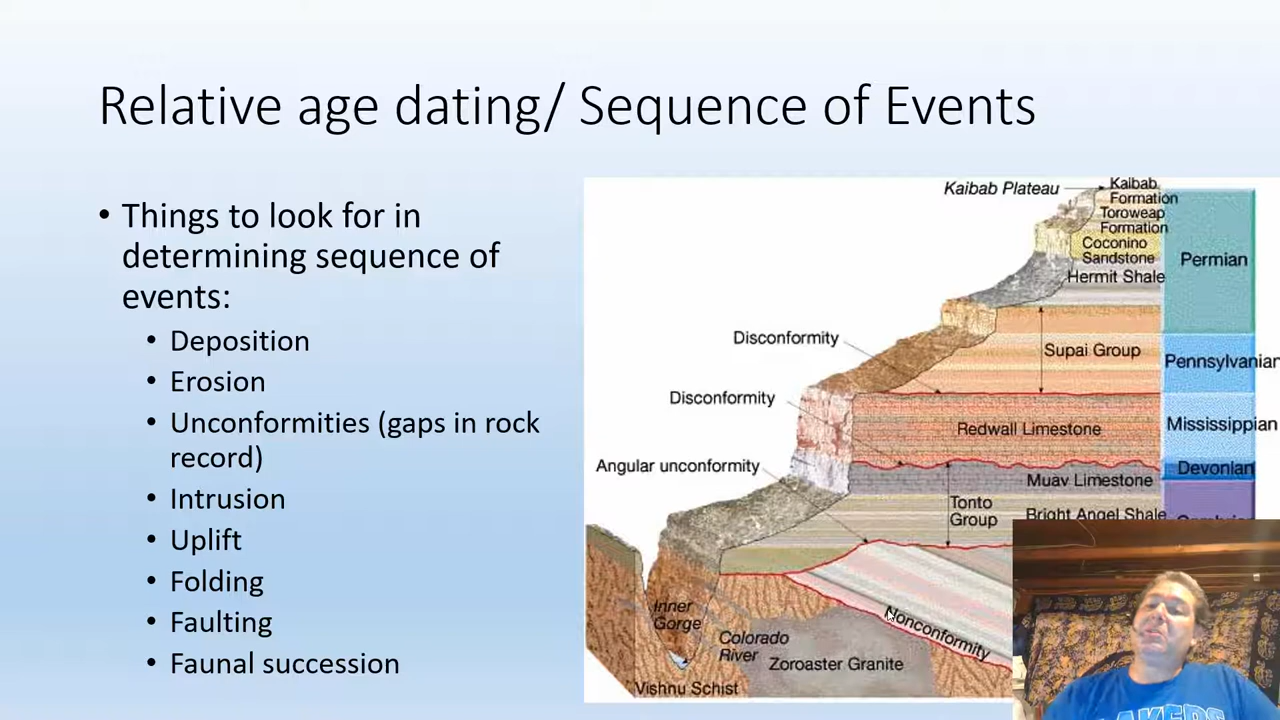 Relative age dating/ Sequence of Events
• Things to look for in
determining sequence of
events:
• Deposition
• Erosion
• Unconformities (gaps in rock
record)
• Intrusion
• Uplift
• Folding
• Faulting
• Faunal succession
Kaibab Plateau
Kaibab
Formation
Toroweap
Formation
Coconino
Sandstone
Hermit Shale
Permian
Disconformity
Supai Group
Pennsylvanian
Disconformity
Redwall Limestone
Mississippian
Angular unconformity
Devonian
Muav Limestone
Tonto
Group
Bright Angel Shale
Inner
Gorge
Nonconformity
Colorado
River
Zoroaster Granite
Vishnu Schist